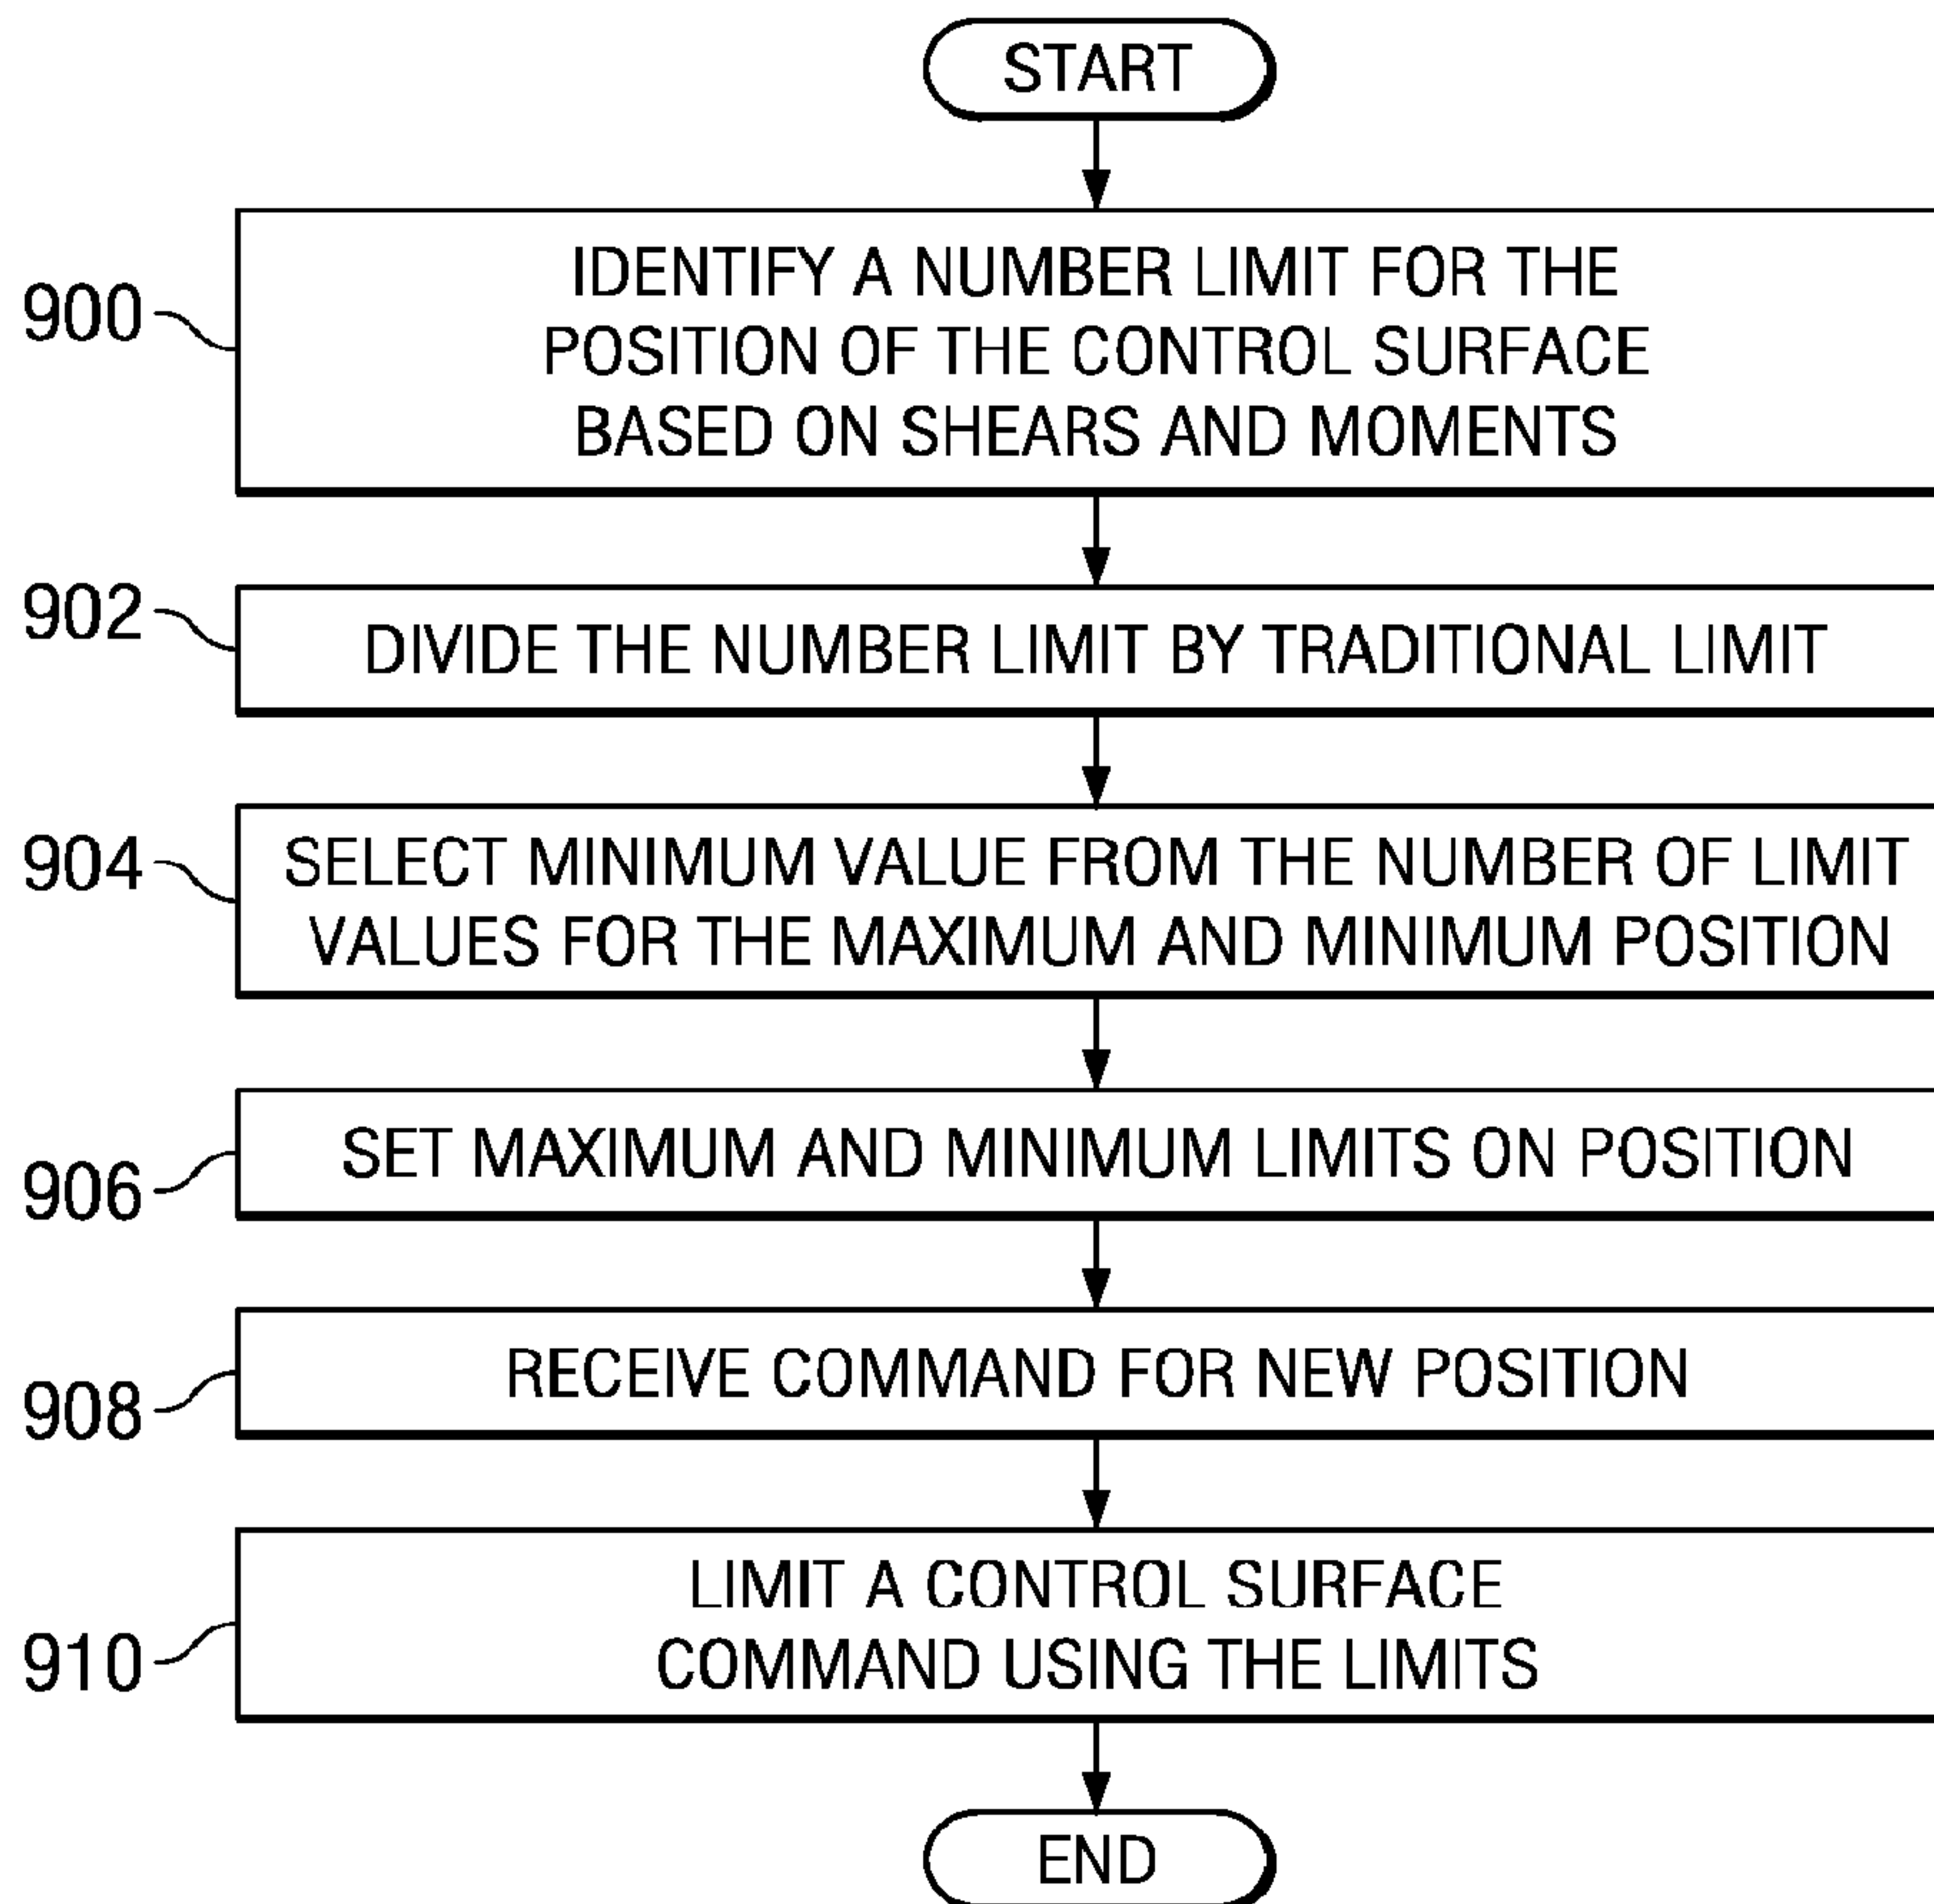 START
900
IDENTIFY A NUMBER LIMIT FOR THE
POSITION OF THE CONTROL SURFACE
BASED ON SHEARS AND MOMENTS
902
DIVIDE THE NUMBER LIMIT BY TRADITIONAL LIMIT
904
SELECT MINIMUM VALUE FROM THE NUMBER OF LIMIT
VALUES FOR THE MAXIMUM AND MINIMUM POSITION
906
SET MAXIMUM AND MINIMUM LIMITS ON POSITION
908
RECEIVE COMMAND FOR NEW POSITION
910
LIMIT A CONTROL SURFACE
COMMAND USING THE LIMITS
END